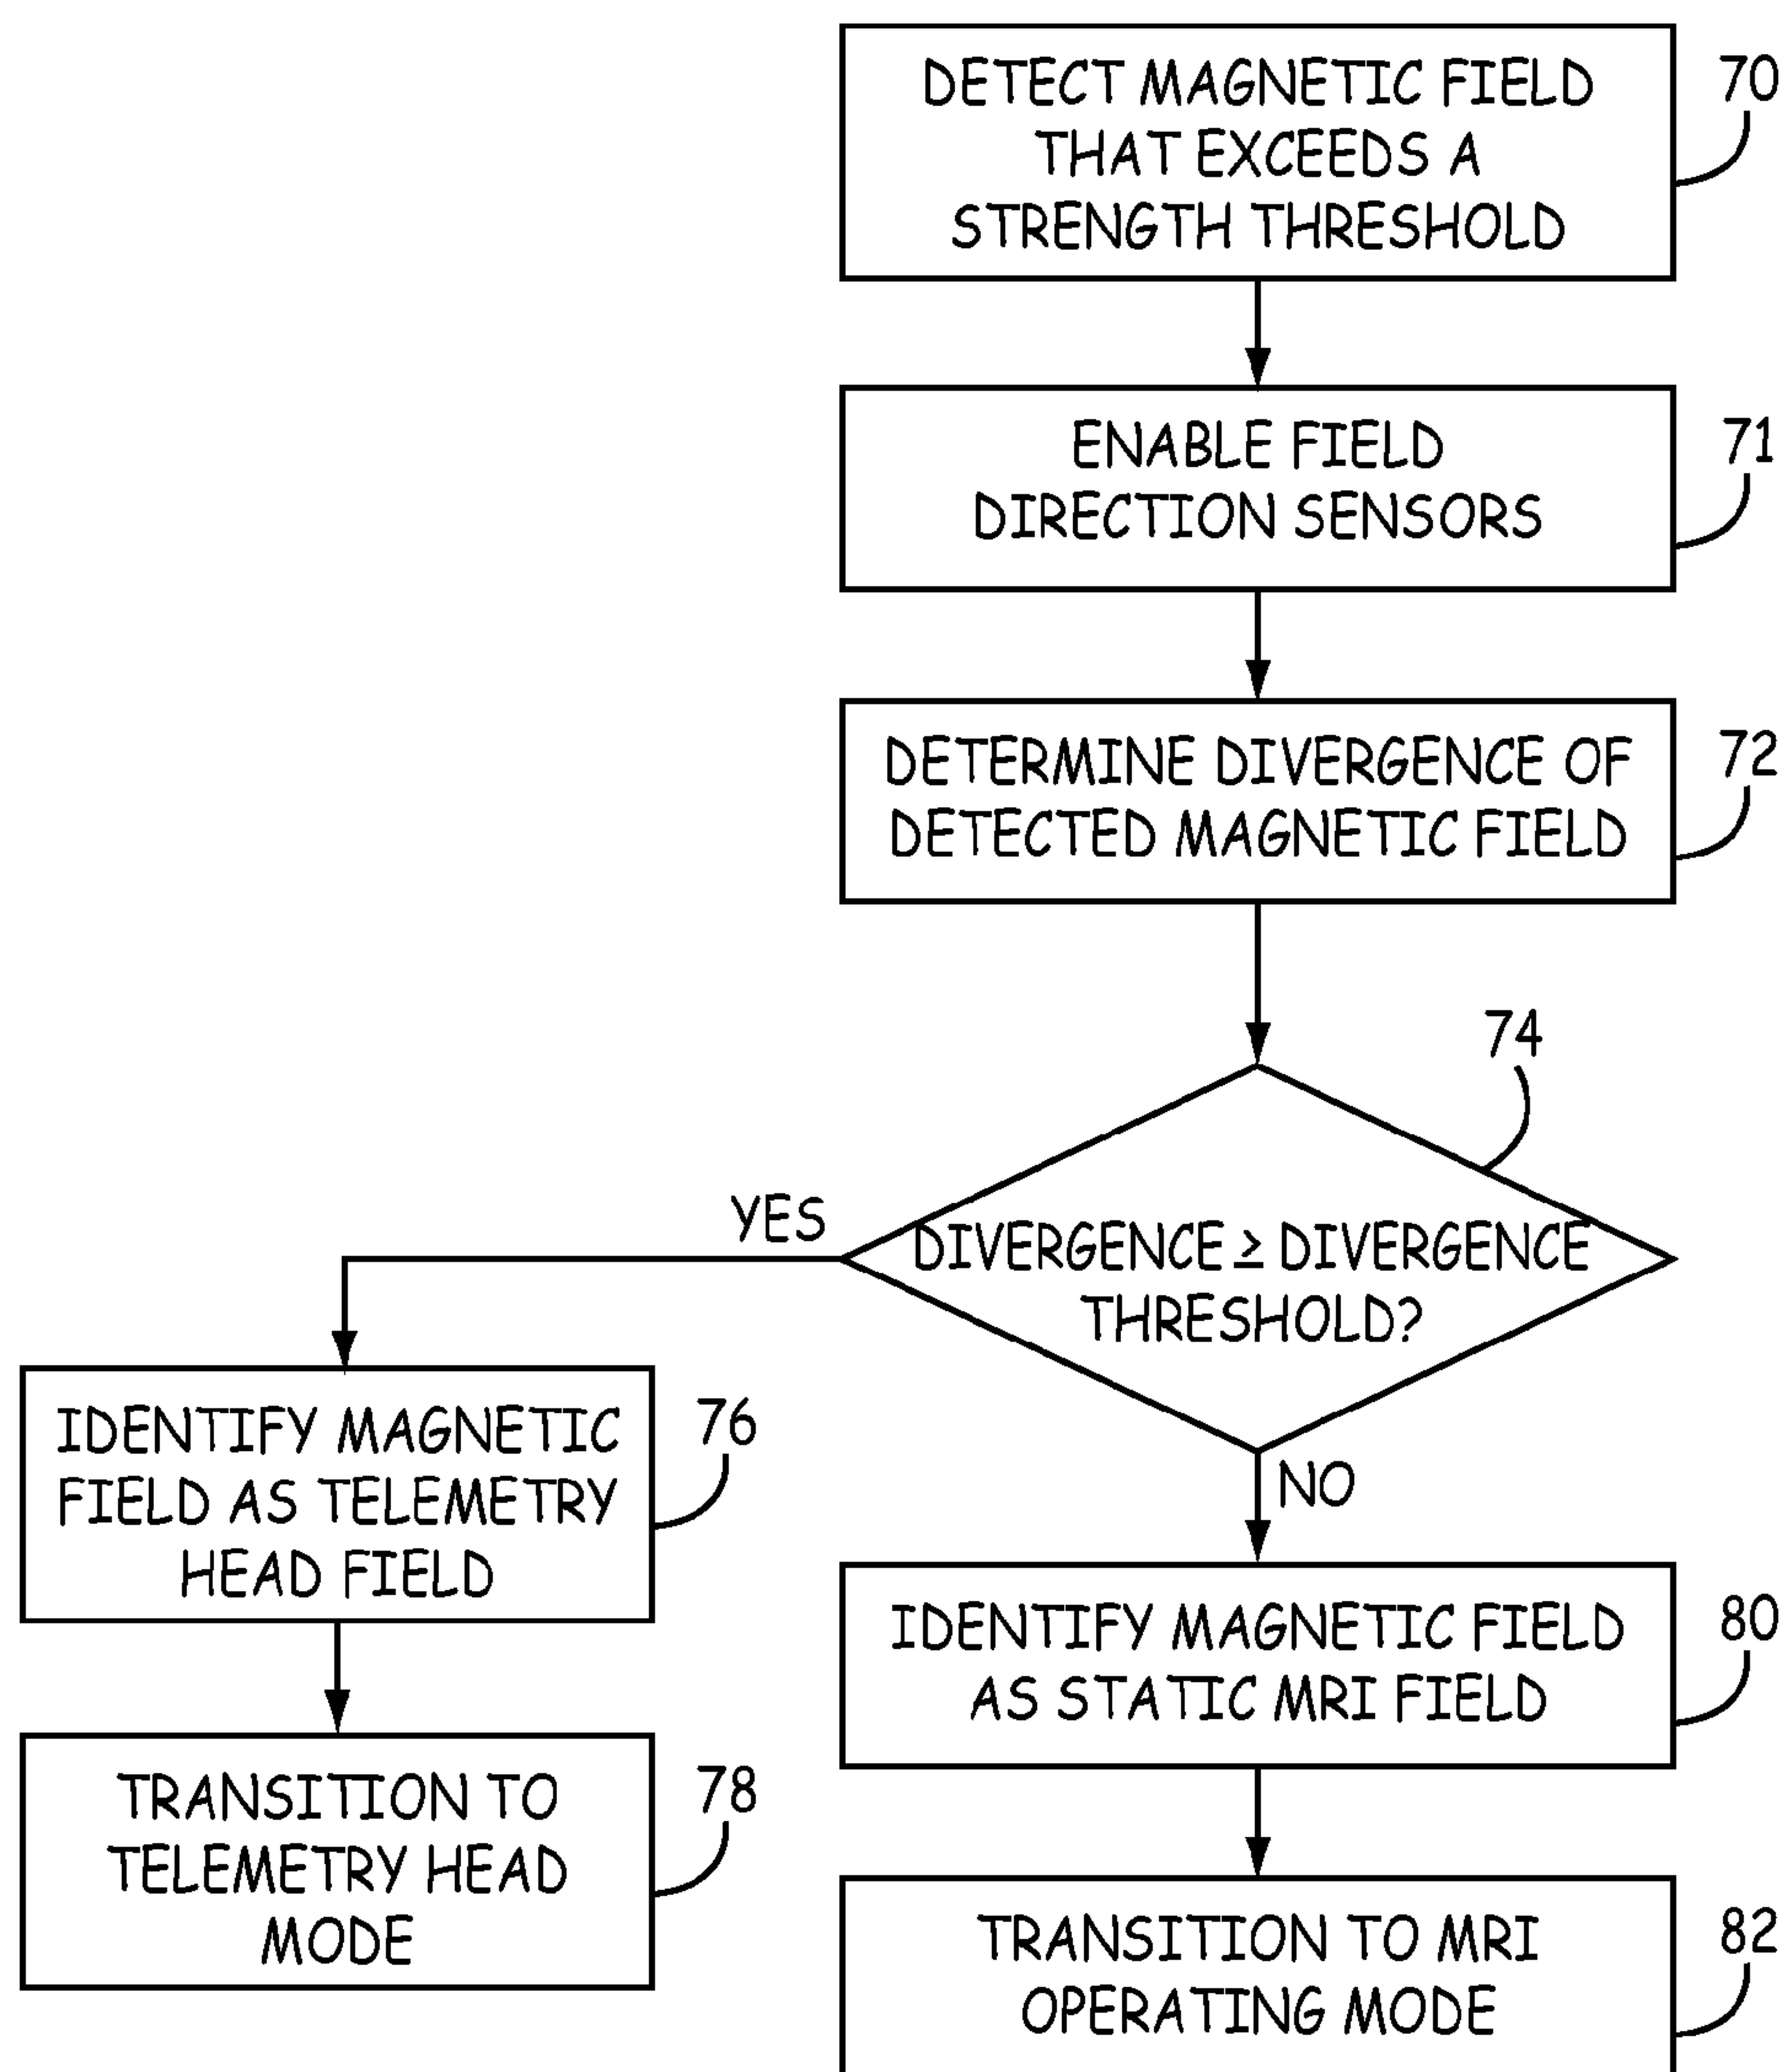 DETECT MAGNETIC FIELD
THAT EXCEEDS A
STRENGTH THRESHOLD
70
ENABLE FIELD
DIRECTION SENSORS
71
DETERMINE DIVERGENCE OF
DETECTED MAGNETIC FIELD
72
74
DIVERGENCE ≥ DIVERGENCE
THRESHOLD?
YES
NO
IDENTIFY MAGNETIC
FIELD AS TELEMETRY
HEAD FIELD
76
TRANSITION TO
TELEMETRY HEAD
MODE
78
IDENTIFY MAGNETIC FIELD
AS STATIC MRI FIELD
80
TRANSITION TO MRI
OPERATING MODE
82